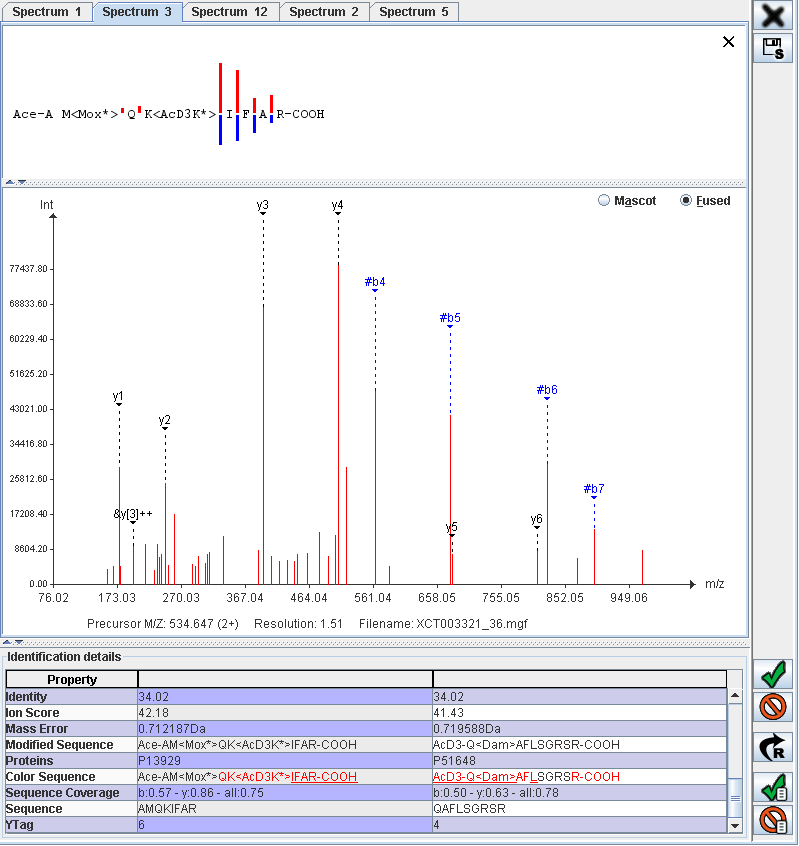 Spectrum 1 Spectrum 3 Spectrum 12 Spectrum 2 Spectrum 5
S
Ace-A M<Mox*> Q K<AcD3K*> I F A R-COOH
Int
Mascot Fused
y3 y4
#b4
77437.80
#b5
68833.60
60229.40
51625.20
#b6
y1
43021.00
y2
34416.80
25812.60
#b7
17208.40
&y[3]++
y5 y6
8604.20
0.00
76.02 173.03 270.03 367.04 464.04 561.04 658.05 755.05 852.05 949.06
m/z
Precursor M/Z: 534.647 (2+) Resolution: 1.51 Filename: XCT003321_36.mgf
Identification details
Property
Identity 34.02 34.02
Ion Score 42.18 41.43
Mass Error 0.712187Da 0.719588Da
Modified Sequence Ace-AM<Mox*>QK<AcD3K*>IFAR-COOH AcD3-Q<Dam>AFLSGRSR-COOH
Proteins P13929 P51648
Color Sequence Ace-AM<Mox*>QK<AcD3K*>IFAR-COOH AcD3-Q<Dam>AFLSGRSR-COOH
Sequence Coverage b:0.57 - y:0.86 - all:0.75 b:0.50 - y:0.63 - all:0.78
Sequence AMQKIFAR QAFLSGRSR
YTag 6 4
R